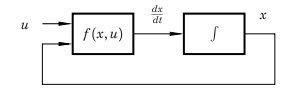 u
f(x, u)
dx/dt
∫
x